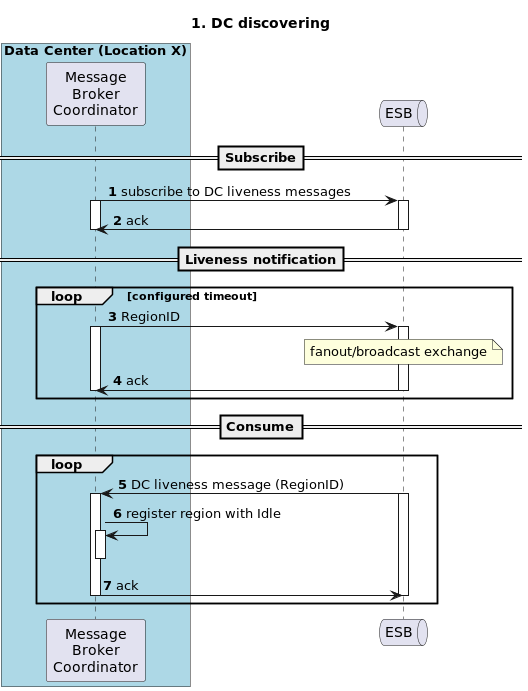 1. DC discovering
Data Center (Location X)
Message
Broker
Coordinator
ESB
Subscribe
1 subscribe to DC liveness messages
2 ack
Liveness notification
loop [configured timeout]
3 RegionID
fanout/broadcast exchange
4 ack
Consume
loop
5 DC liveness message (RegionID)
6 register region with Idle
7 ack
Message
Broker
Coordinator
ESB